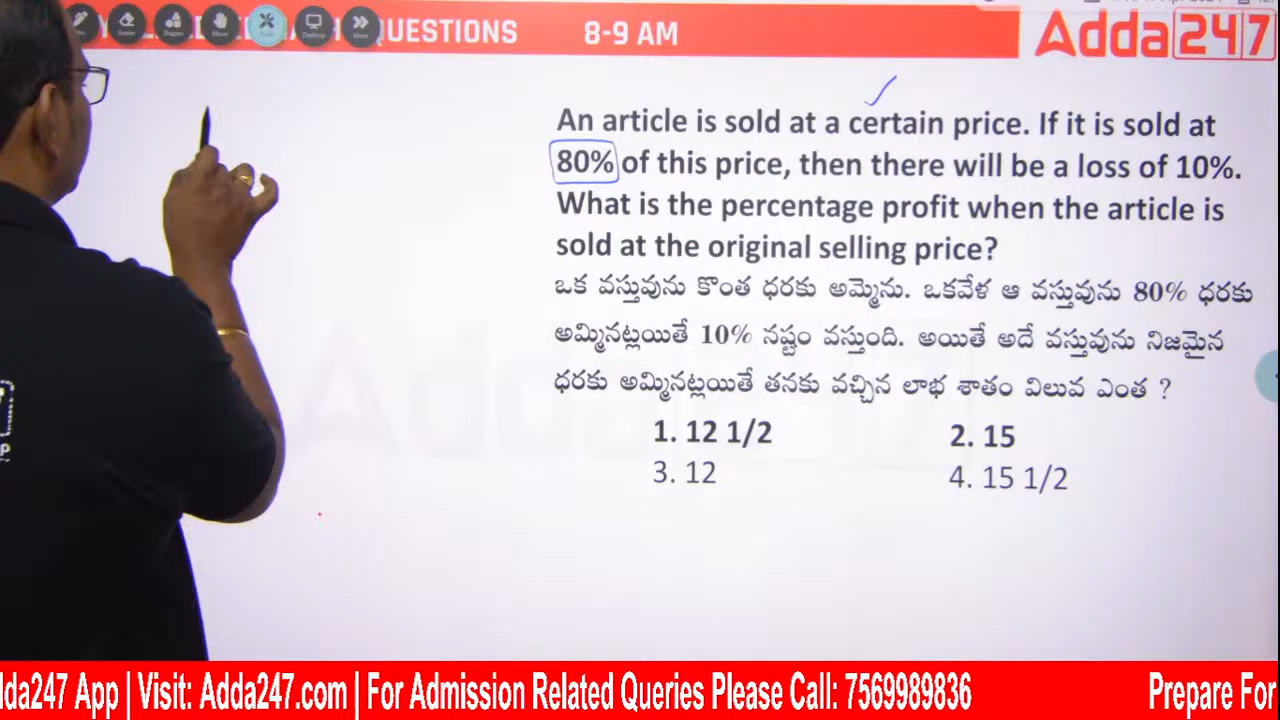 QUESTIONS 8-9 AM
Adda247
An article is sold at a certain price. If it is sold at
80% of this price, then there will be a loss of 10%.
What is the percentage profit when the article is
sold at the original selling price?
ఒక వస్తువును కొంత ధరకు అమ్మెను. ఒకవేళ ఆ వస్తువును 80% ధరకు
అమ్మినట్లయితే 10% నష్టం వస్తుంది. అయితే అదే వస్తువును నిజమైన
ధరకు అమ్మినట్లయితే తనకు వచ్చిన లాభ శాతం విలువ ఎంత ?
1. 12 1/2 2. 15
3. 12 4. 15 1/2
dda247 App | Visit: Adda247.com | For Admission Related Queries Please Call: 7569989836 Prepare For